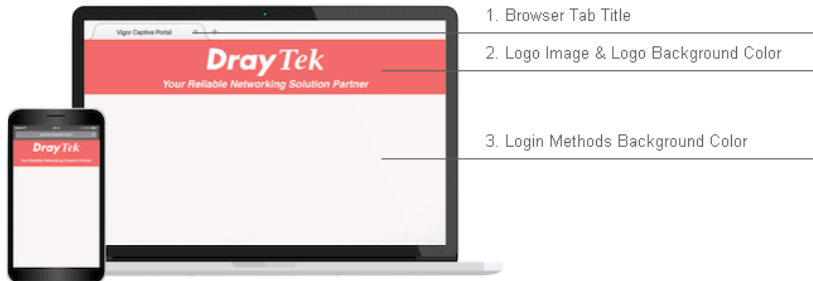 Vigor Captive Portal
1. Browser Tab Title
DrayTek
2. Logo Image & Logo Background Color
Your Reliable Networking Solution Partner
DrayTek
Your Reliable Networking Solution Partner
3. Login Methods Background Color